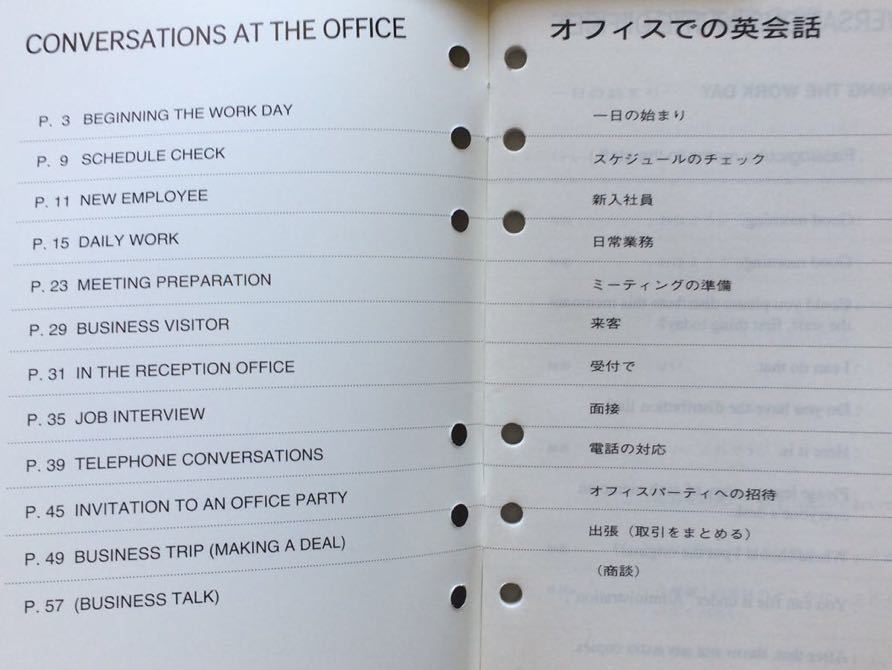 CONVERSATIONS AT THE OFFICE
P. 3 BEGINNING THE WORK DAY
P. 9 SCHEDULE CHECK
P. 11 NEW EMPLOYEE
P. 15 DAILY WORK
P. 23 MEETING PREPARATION
P. 29 BUSINESS VISITOR
P. 31 IN THE RECEPTION OFFICE
P. 35 JOB INTERVIEW
P. 39 TELEPHONE CONVERSATIONS
P. 45 INVITATION TO AN OFFICE PARTY
P. 49 BUSINESS TRIP (MAKING A DEAL)
P. 57 (BUSINESS TALK)
オフィスでの英会話
一日の始まり
スケジュールのチェック
新入社員
日常業務
ミーティングの準備
来客
受付で
面接
電話の対応
オフィスパーティへの招待
出張（取引をまとめる）
（商談）